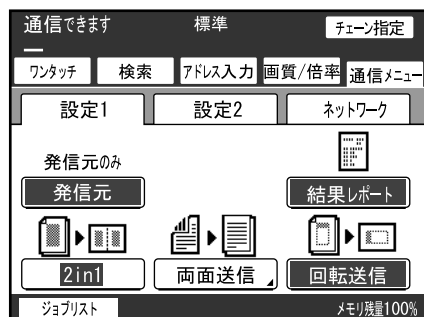 通信できます 標準 チェーン指定
ワンタッチ 検索 アドレス入力 画質/倍率 通信メニュー
設定1 設定2 ネットワーク
発信元のみ
発信元 結果レポート
2in1 両面送信 回転送信
ジョブリスト メモリ残量100%